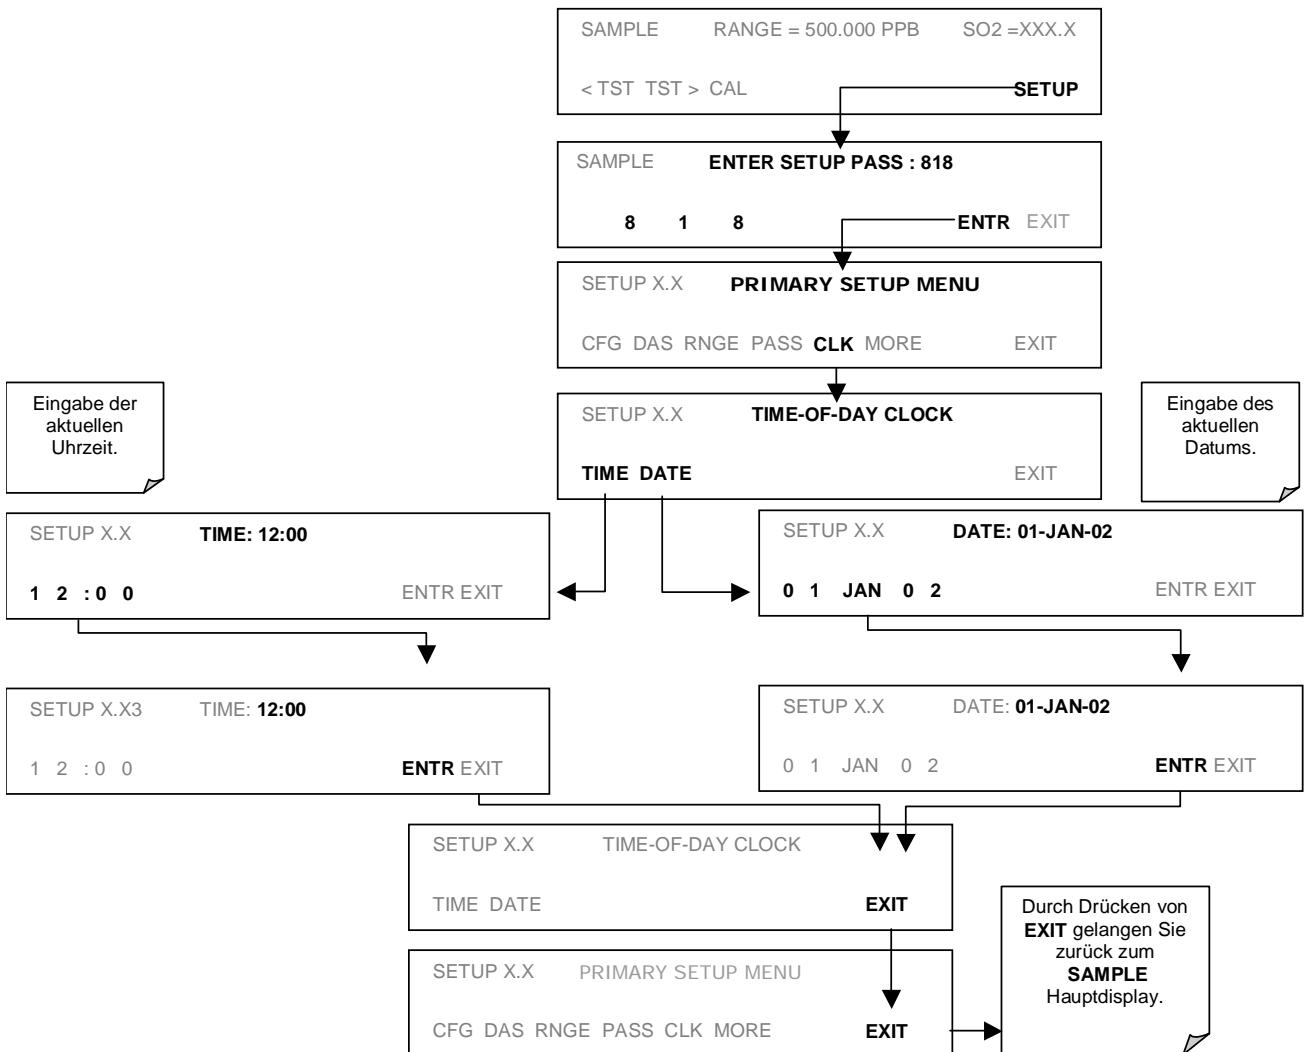 SAMPLE RANGE = 500.000 PPB SO2 =XXX.X
< TST TST > CAL SETUP
SAMPLE ENTER SETUP PASS : 818
8 1 8 ENTR EXIT
SETUP X.X PRIMARY SETUP MENU
CFG DAS RNGE PASS CLK MORE EXIT
Eingabe der
aktuellen
Uhrzeit.
SETUP X.X TIME-OF-DAY CLOCK
TIME DATE EXIT
Eingabe des
aktuellen
Datums.
SETUP X.X TIME: 12:00
1 2 : 0 0 ENTR EXIT
SETUP X.X DATE: 01-JAN-02
0 1 JAN 0 2 ENTR EXIT
SETUP X.X3 TIME: 12:00
1 2 : 0 0 ENTR EXIT
SETUP X.X DATE: 01-JAN-02
0 1 JAN 0 2 ENTR EXIT
SETUP X.X TIME-OF-DAY CLOCK
TIME DATE EXIT
SETUP X.X PRIMARY SETUP MENU
CFG DAS RNGE PASS CLK MORE EXIT
Durch Drücken von
EXIT gelangen Sie
zurück zum
SAMPLE
Hauptdisplay.